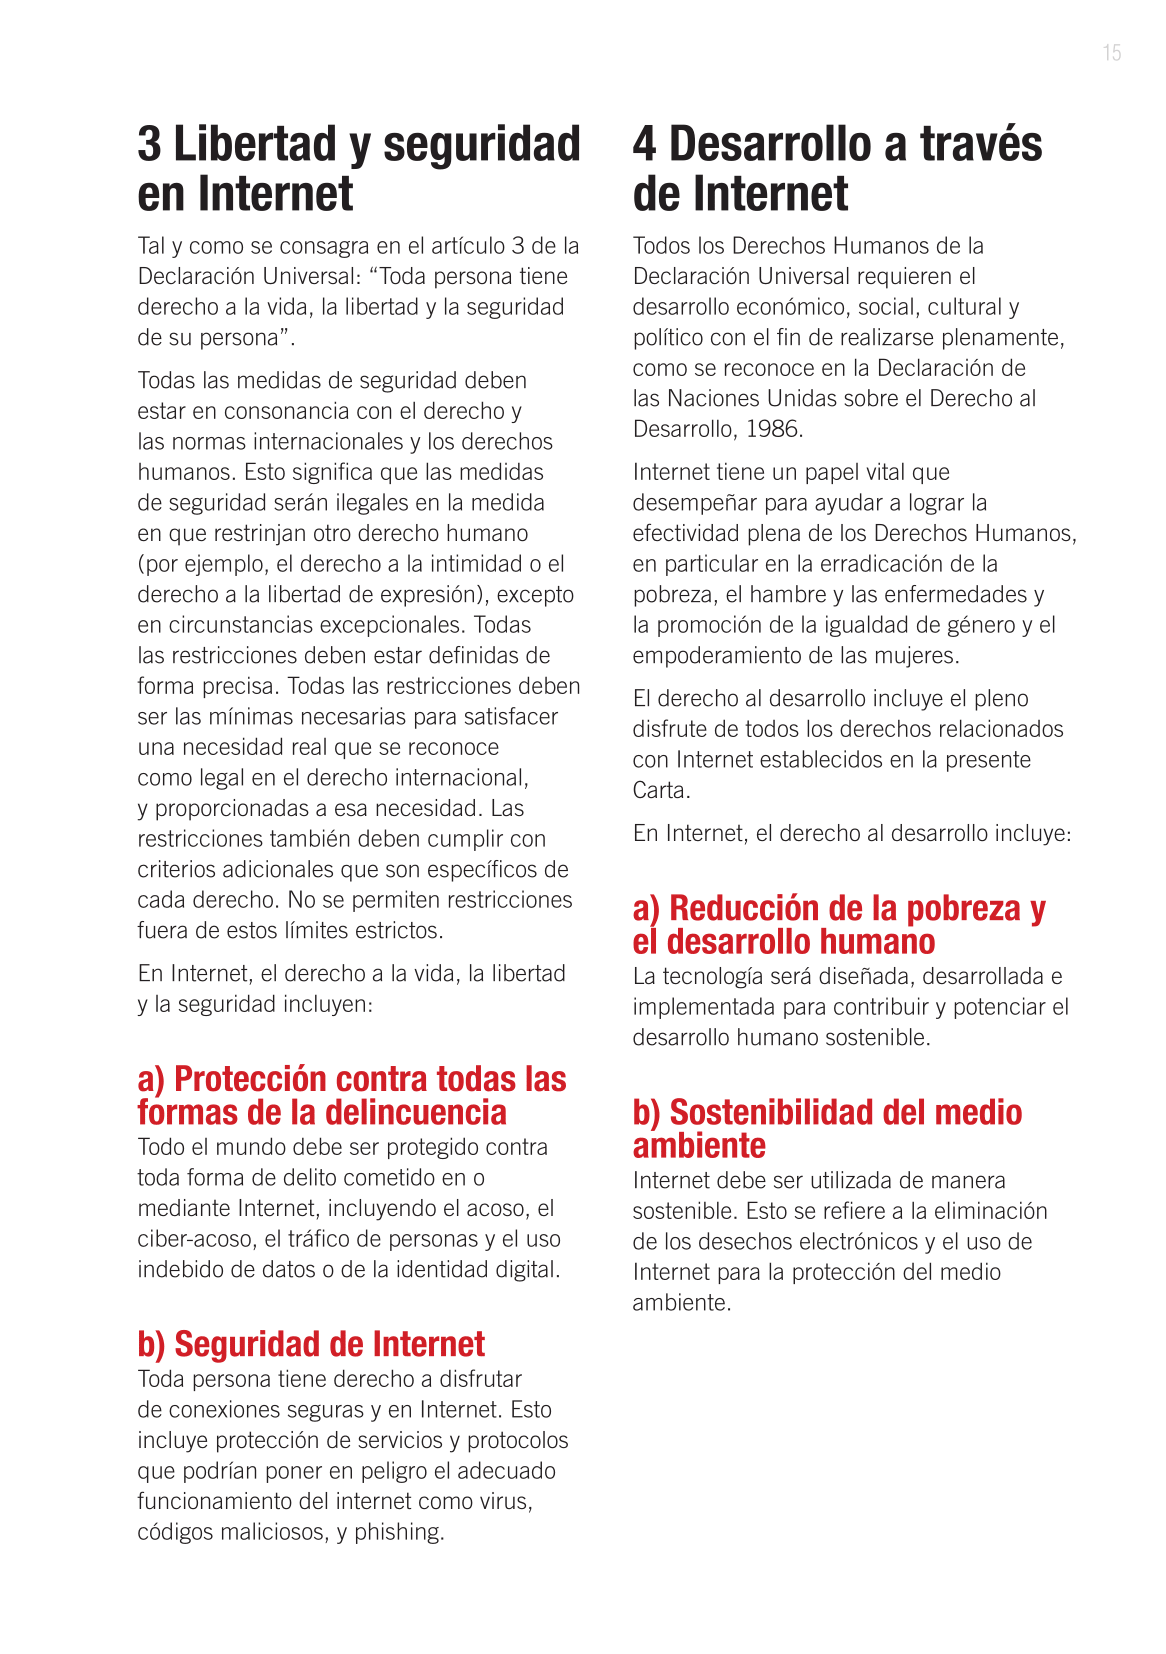 15
3 Libertad y seguridad
en Internet
Tal y como se consagra en el artículo 3 de la
Declaración Universal: “Toda persona tiene
derecho a la vida, la libertad y la seguridad
de su persona”.
Todas las medidas de seguridad deben
estar en consonancia con el derecho y
las normas internacionales y los derechos
humanos. Esto significa que las medidas
de seguridad serán ilegales en la medida
en que restrinjan otro derecho humano
(por ejemplo, el derecho a la intimidad o el
derecho a la libertad de expresión), excepto
en circunstancias excepcionales. Todas
las restricciones deben estar definidas de
forma precisa. Todas las restricciones deben
ser las mínimas necesarias para satisfacer
una necesidad real que se reconoce
como legal en el derecho internacional,
y proporcionadas a esa necesidad. Las
restricciones también deben cumplir con
criterios adicionales que son específicos de
cada derecho. No se permiten restricciones
fuera de estos límites estrictos.
En Internet, el derecho a la vida, la libertad
y la seguridad incluyen:
a) Protección contra todas las
formas de la delincuencia
Todo el mundo debe ser protegido contra
toda forma de delito cometido en o
mediante Internet, incluyendo el acoso, el
ciber-acoso, el tráfico de personas y el uso
indebido de datos o de la identidad digital.
b) Seguridad de Internet
Toda persona tiene derecho a disfrutar
de conexiones seguras y en Internet. Esto
incluye protección de servicios y protocolos
que podrían poner en peligro el adecuado
funcionamiento del internet como virus,
códigos maliciosos, y phishing.
4 Desarrollo a través
de Internet
Todos los Derechos Humanos de la
Declaración Universal requieren el
desarrollo económico, social, cultural y
político con el fin de realizarse plenamente,
como se reconoce en la Declaración de
las Naciones Unidas sobre el Derecho al
Desarrollo, 1986.
Internet tiene un papel vital que
desempeñar para ayudar a lograr la
efectividad plena de los Derechos Humanos,
en particular en la erradicación de la
pobreza, el hambre y las enfermedades y
la promoción de la igualdad de género y el
empoderamiento de las mujeres.
El derecho al desarrollo incluye el pleno
disfrute de todos los derechos relacionados
con Internet establecidos en la presente
Carta.
En Internet, el derecho al desarrollo incluye:
a) Reducción de la pobreza y
el desarrollo humano
La tecnología será diseñada, desarrollada e
implementada para contribuir y potenciar el
desarrollo humano sostenible.
b) Sostenibilidad del medio
ambiente
Internet debe ser utilizada de manera
sostenible. Esto se refiere a la eliminación
de los desechos electrónicos y el uso de
Internet para la protección del medio
ambiente.